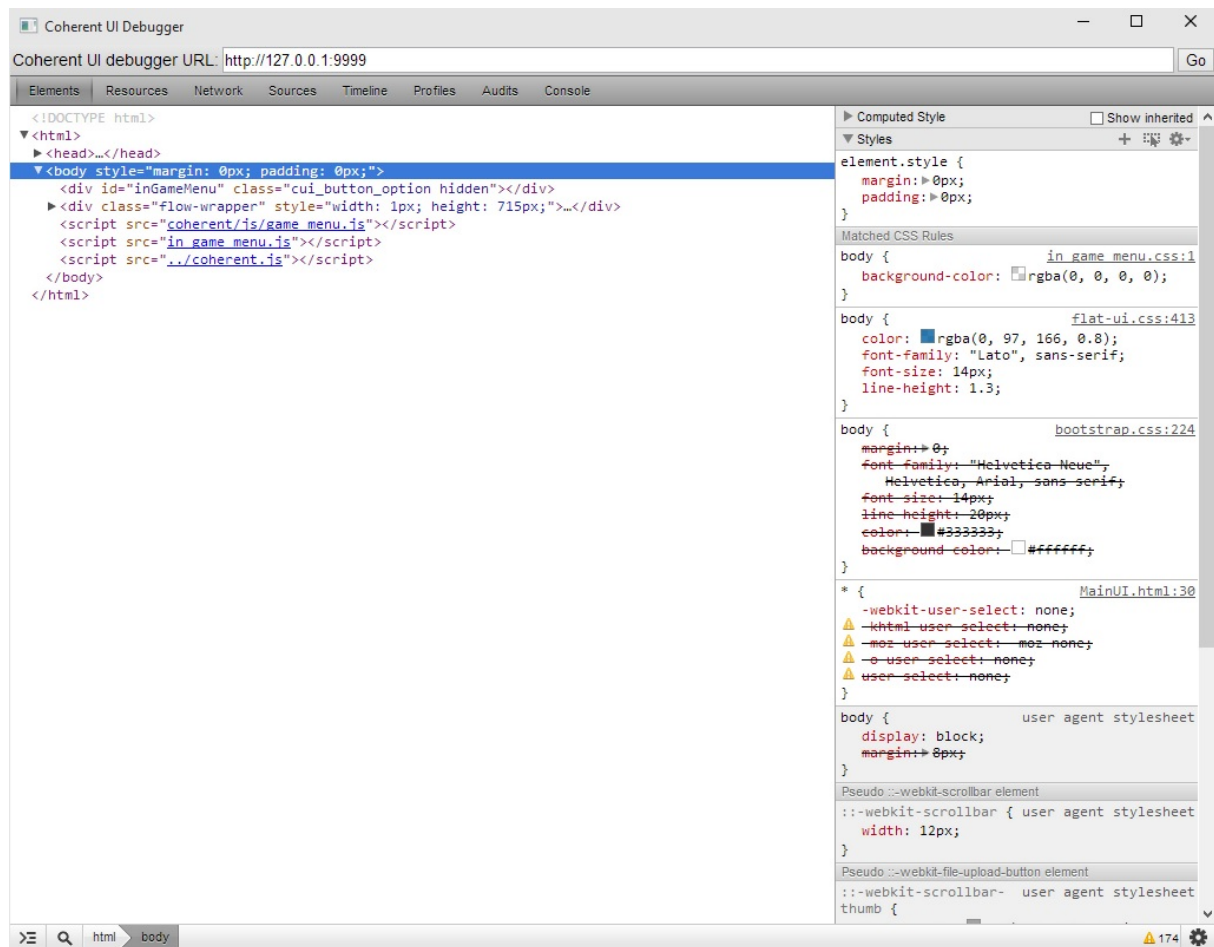 Coherent UI Debugger
Coherent UI debugger URL: http://127.0.0.1:9999 Go
Elements Resources Network Sources Timeline Profiles Audits Console
<!DOCTYPE html>
▼<html>
▶<head>…</head>
▼<body style="margin: 0px; padding: 0px;">
<div id="inGameMenu" class="cui_button_option hidden"></div>
▶<div class="flow-wrapper" style="width: 1px; height: 715px;">…</div>
<script src="coherent/js/game_menu.js"></script>
<script src="in_game_menu.js"></script>
<script src="../coherent.js"></script>
</body>
</html>
▶ Computed Style Show inherited
▼ Styles
element.style {
margin:▶0px;
padding:▶0px;
}
Matched CSS Rules
body { in_game_menu.css:1
background-color: rgba(0, 0, 0, 0);
}
body { flat-ui.css:413
color: rgba(0, 97, 166, 0.8);
font-family: "Lato", sans-serif;
font-size: 14px;
line-height: 1.3;
}
body { bootstrap.css:224
margin:▶0;
font-family: "Helvetica Neue",
Helvetica, Arial, sans-serif;
font-size: 14px;
line-height: 20px;
color: #333333;
background-color: #ffffff;
}
* { MainUI.html:30
-webkit-user-select: none;
-khtml-user-select: none;
-moz-user-select: -moz-none;
-o-user-select: none;
user-select: none;
}
body { user agent stylesheet
display: block;
margin:▶8px;
}
Pseudo ::-webkit-scrollbar element
::-webkit-scrollbar { user agent stylesheet
width: 12px;
}
Pseudo ::-webkit-file-upload-button element
::-webkit-scrollbar- user agent stylesheet
thumb {
html body 174